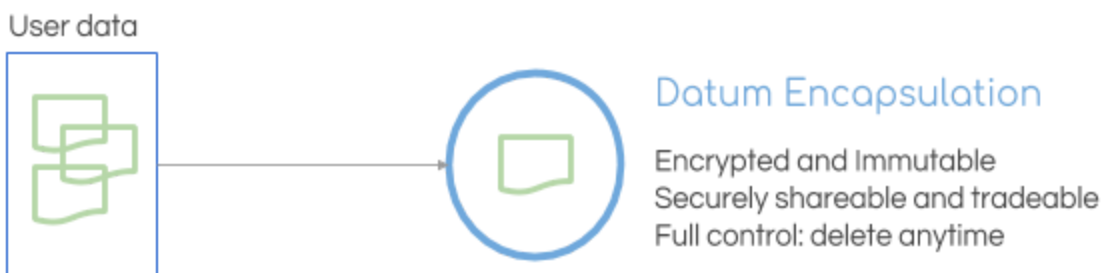 User data
Datum Encapsulation
Encrypted and Immutable
Securely shareable and tradeable
Full control: delete anytime